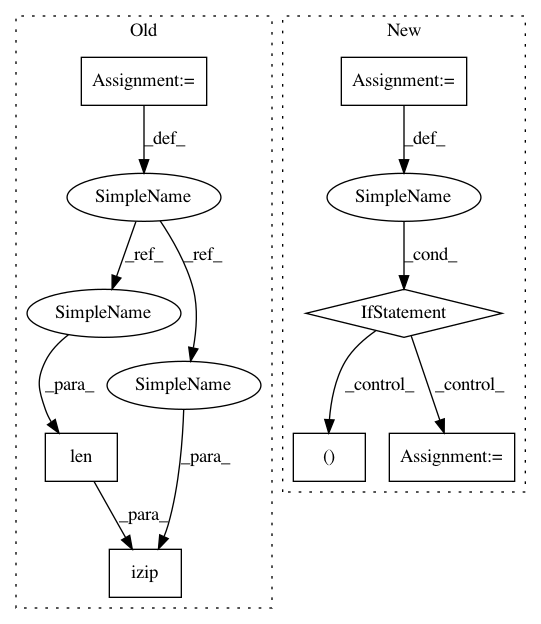 Old
New
Assignment:=
Assignment:=
_def_
_def_
SimpleName
SimpleName
_ref_
_ref_
_cond_
SimpleName
IfStatement
SimpleName
_para_
_para_
_control_
_control_
len
()
Assignment:=
_para_
izip